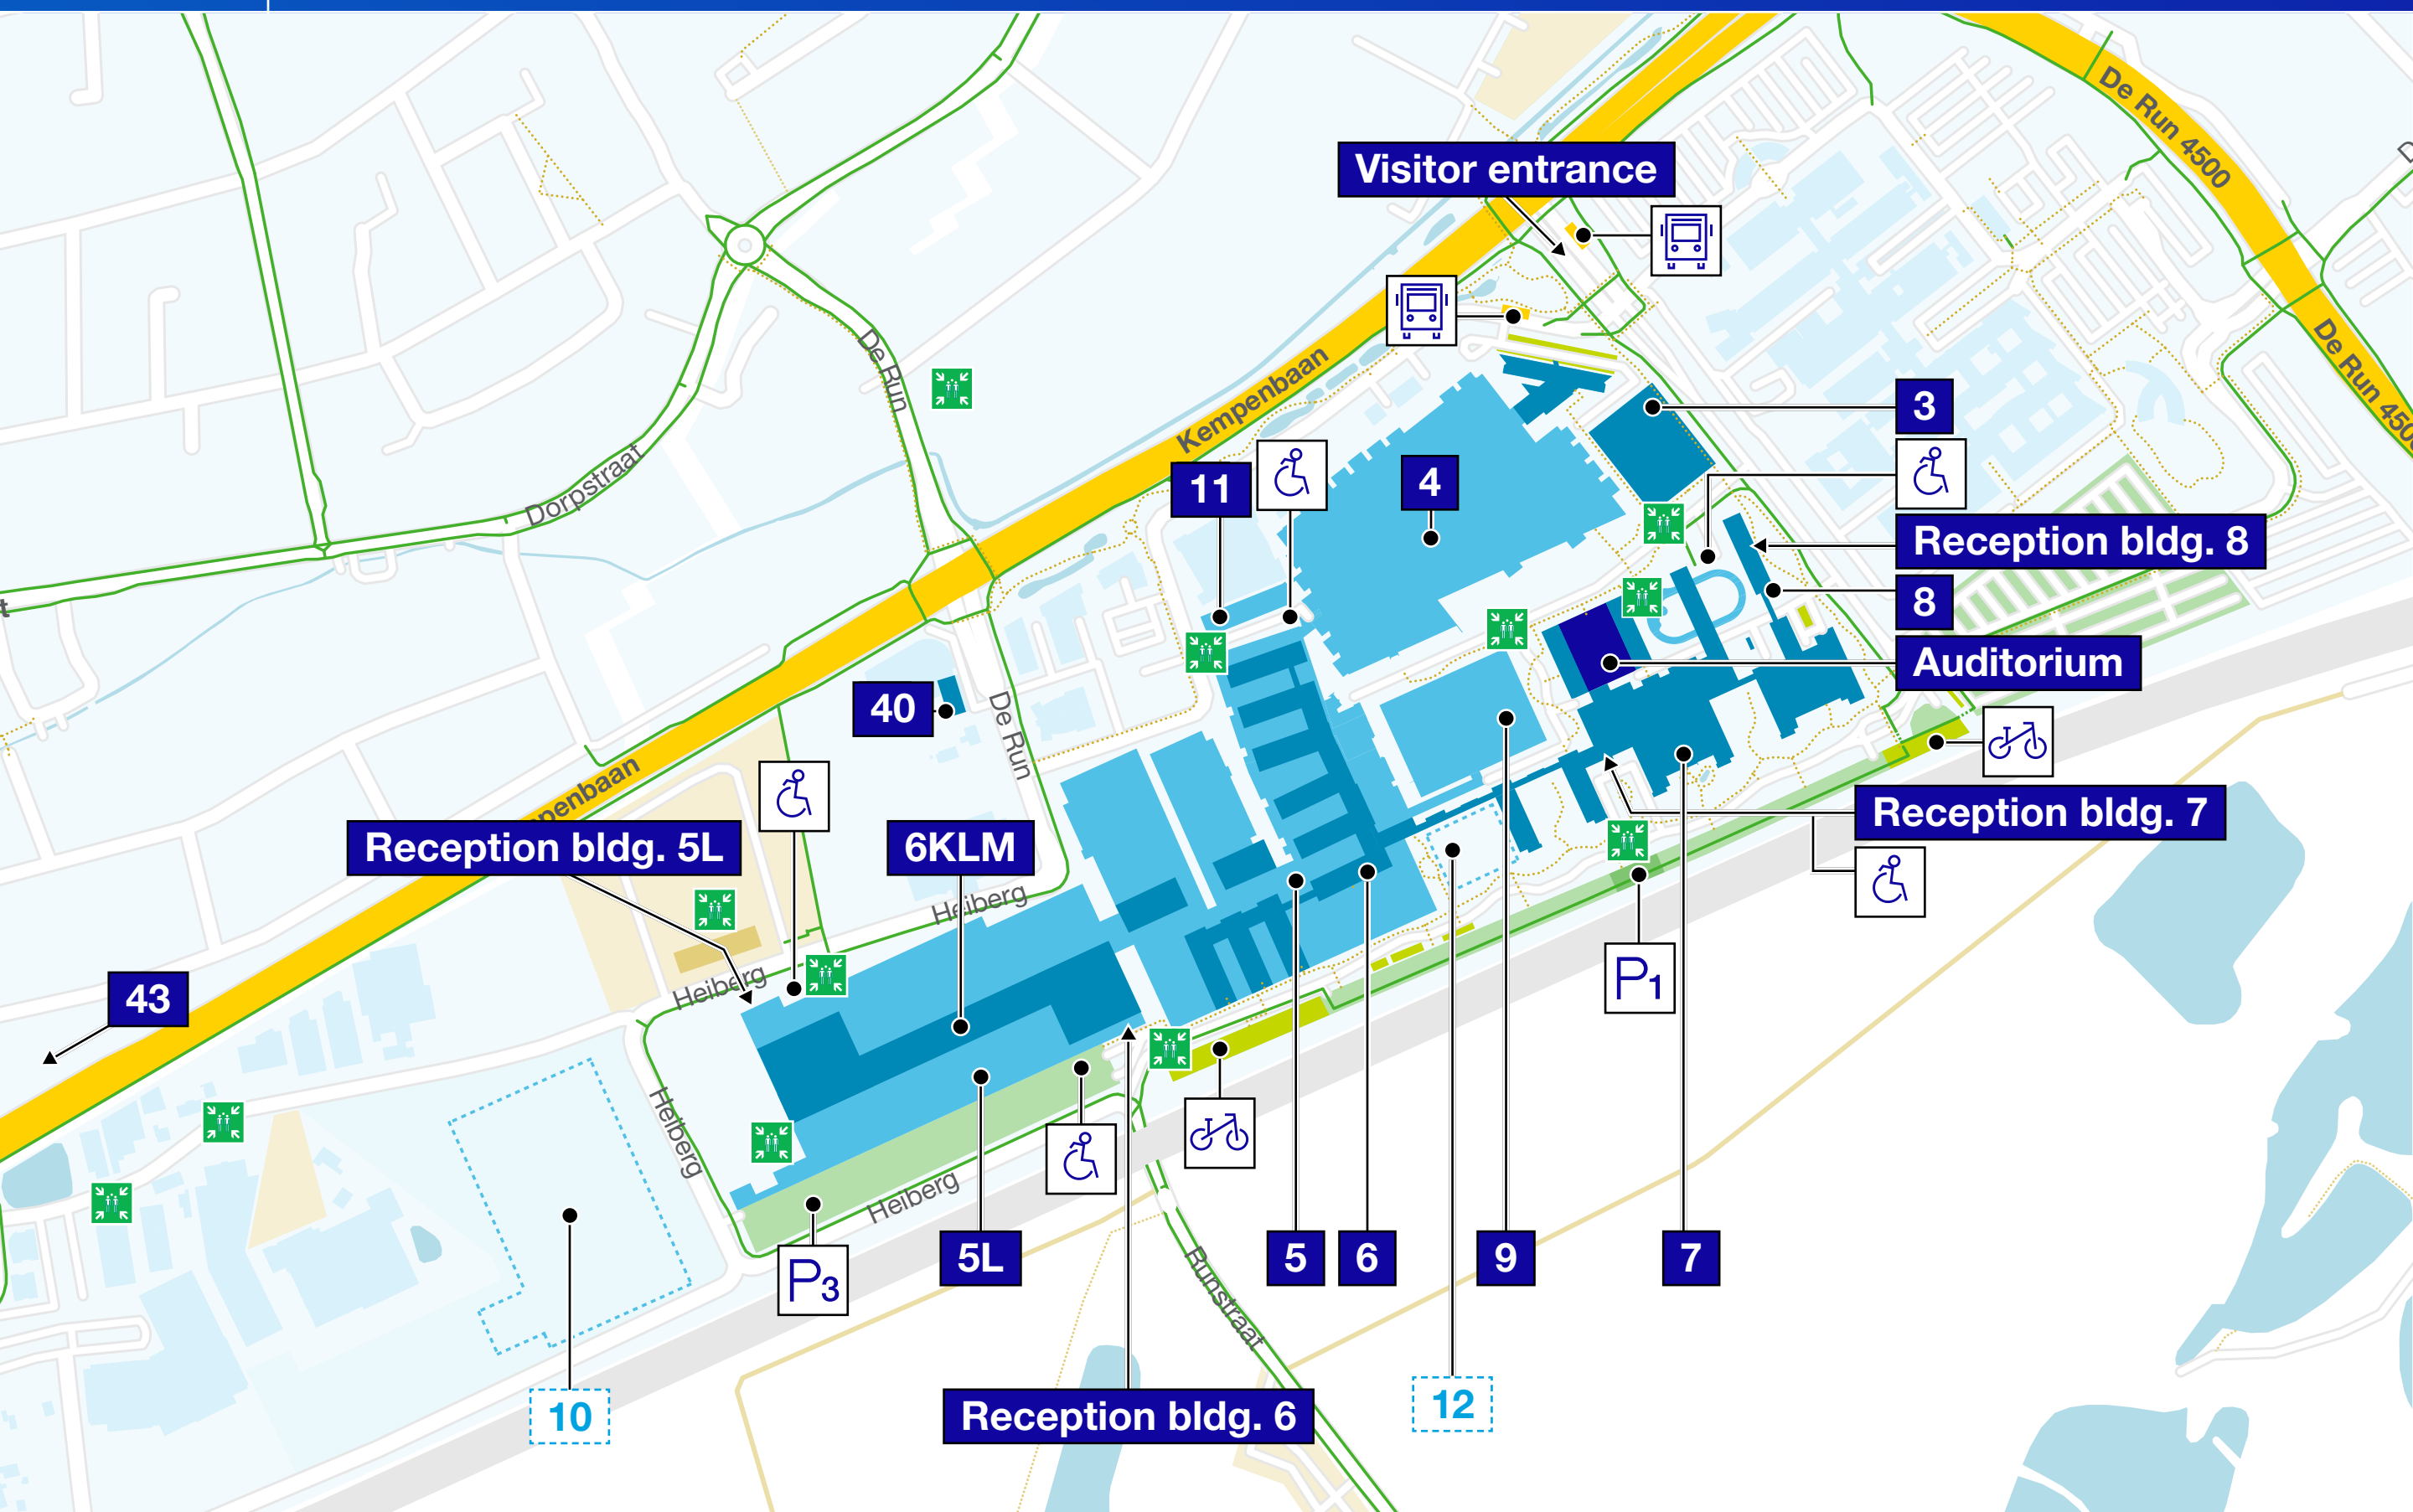 De Run 4500
Visitor entrance
De Run 4500
De Run
Kempenbaan
3
Dorpstraat
11
4
Reception bldg. 8
8
Auditorium
40
De Run
Reception bldg. 7
Reception bldg. 5L
6KLM
Heiberg
Heiberg
43
P1
Heiberg
Heiberg
P3
5L
5
6
9
7
Runstraat
10
Reception bldg. 6
12